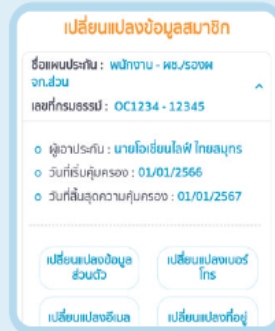 เปลี่ยนแปลงข้อมูลสมาชิก
ชื่อแผนประกัน : พนักงาน - ผช./รองผ
จก.ส่วน
เลขที่กรมธรรม์ : OC1234 - 12345
ผู้เอาประกัน : นายโอเชี่ยนไลฟ์ ไทยสมุทร
วันที่เริ่มคุ้มครอง : 01/01/2566
วันที่สิ้นสุดความคุ้มครอง : 01/01/2567
เปลี่ยนแปลงข้อมูล เปลี่ยนแปลงเบอร์
ส่วนตัว โทร
เปลี่ยนแปลงอีเมล เปลี่ยนแปลงที่อยู่